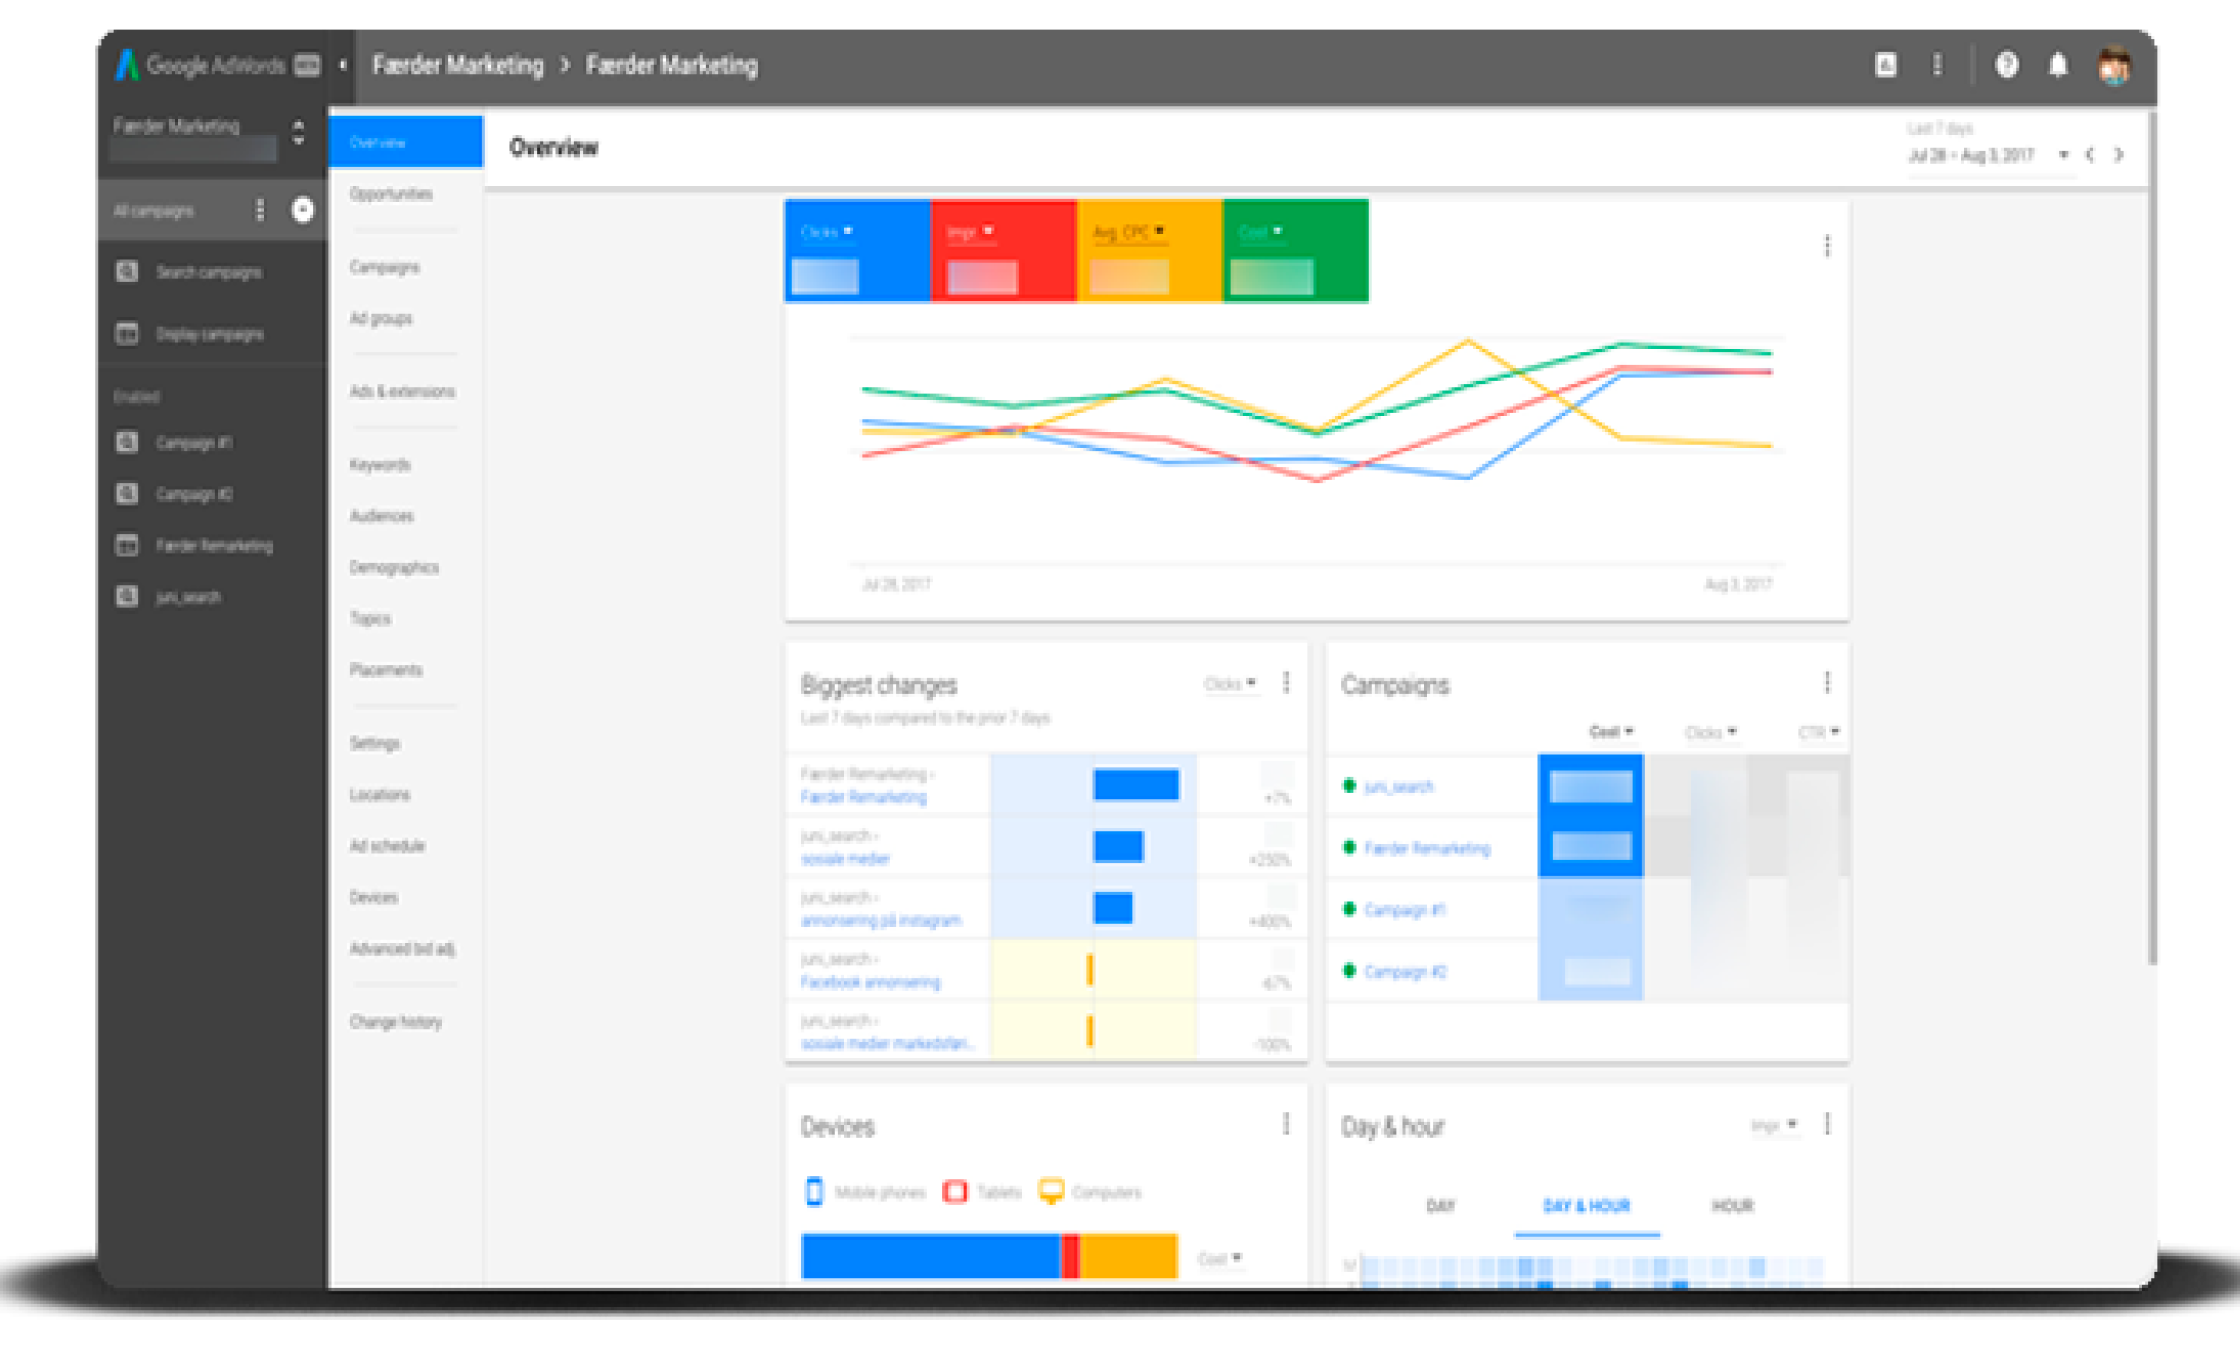 Google AdWords
Færder Marketing > Færder Marketing
Færder Marketing
All campaigns
Search campaigns
Display campaigns
Enabled
Campaign #1
Campaign #2
Færder Remarketing
juni_search
Overview
Opportunities
Campaigns
Ad groups
Ads & extensions
Keywords
Audiences
Demographics
Topics
Placements
Settings
Locations
Ad schedule
Devices
Advanced bid adj.
Change history
Overview
Last 7 days
Jul 28 – Aug 3, 2017
Clicks
Impr.
Avg. CPC
Cost
Jul 28, 2017
Aug 3, 2017
Biggest changes
Clicks
Last 7 days compared to the prior 7 days
Færder Remarketing ›
Færder Remarketing
+7%
juni_search ›
sosiale medier
+250%
juni_search ›
annonsering på instagram
+400%
juni_search ›
Facebook annonsering
-67%
juni_search ›
sosiale medier markedsføri...
-100%
Campaigns
Cost
Clicks
CTR
juni_search
Færder Remarketing
Campaign #1
Campaign #2
Devices
Mobile phones
Tablets
Computers
Cost
Day & hour
Impr.
DAY
DAY & HOUR
HOUR
M